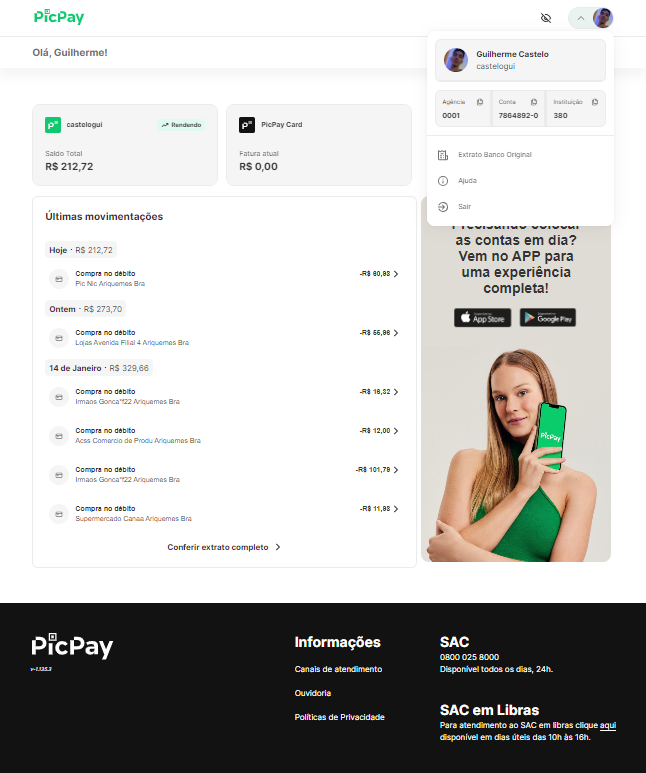 PicPay
Olá, Guilherme!
Guilherme Castelo
castelogui
Agência
0001
Conta
7864892-0
Instituição
380
Extrato Banco Original
Ajuda
Sair
castelogui
Rendendo
Saldo Total
R$ 212,72
PicPay Card
Fatura atual
R$ 0,00
Últimas movimentações
Hoje · R$ 212,72
Compra no débito
-R$ 60,98
Pic Nic Ariquemes Bra
Ontem · R$ 273,70
Compra no débito
-R$ 55,96
Lojas Avenida Filial 4 Ariquemes Bra
14 de Janeiro · R$ 329,66
Compra no débito
-R$ 16,32
Irmaos Gonca*f22 Ariquemes Bra
Compra no débito
-R$ 12,00
Acss Comercio de Produ Ariquemes Bra
Compra no débito
-R$ 101,79
Irmaos Gonca*f22 Ariquemes Bra
Compra no débito
-R$ 11,93
Supermercado Canaa Ariquemes Bra
Conferir extrato completo
Precisando colocar
as contas em dia?
Vem no APP para
uma experiência
completa!
App Store
Google Play
PicPay
PicPay
v-1.135.3
Informações
Canais de atendimento
Ouvidoria
Políticas de Privacidade
SAC
0800 025 8000
Disponível todos os dias, 24h.
SAC em Libras
Para atendimento ao SAC em libras clique aqui
disponível em dias úteis das 10h às 16h.